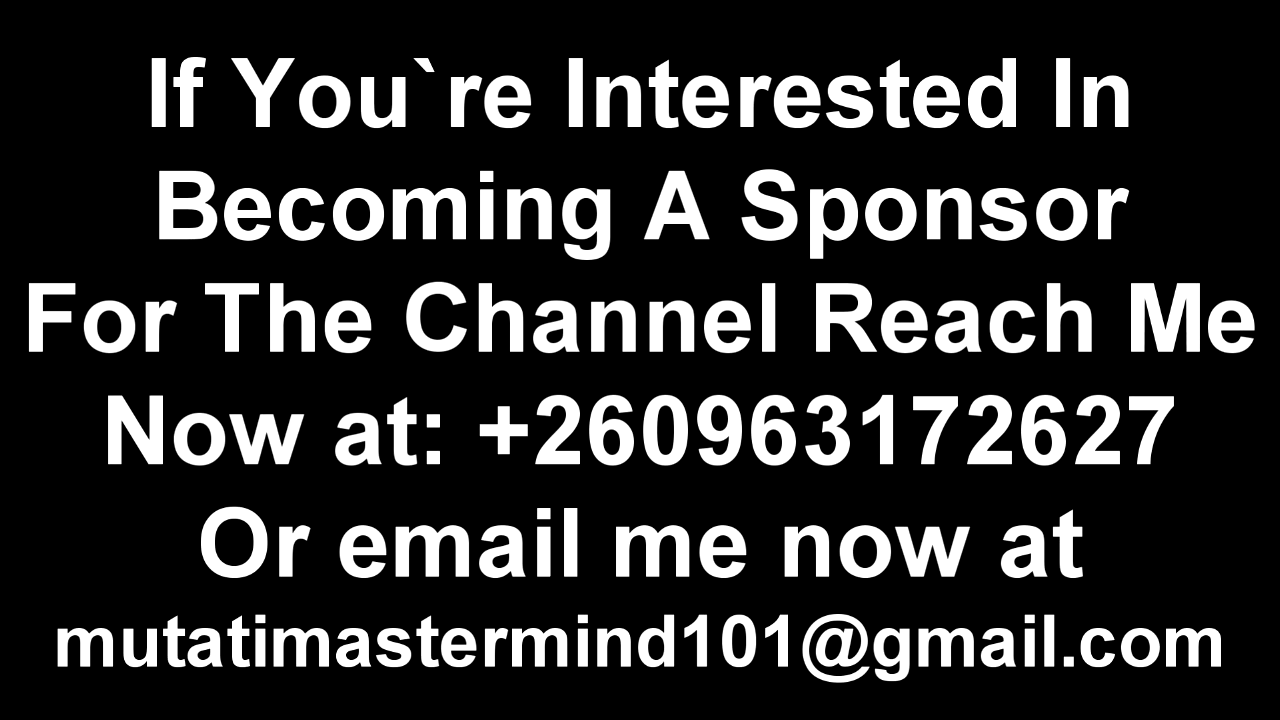 If You`re Interested In
Becoming A Sponsor
For The Channel Reach Me
Now at: +260963172627
Or email me now at
mutatimastermind101@gmail.com